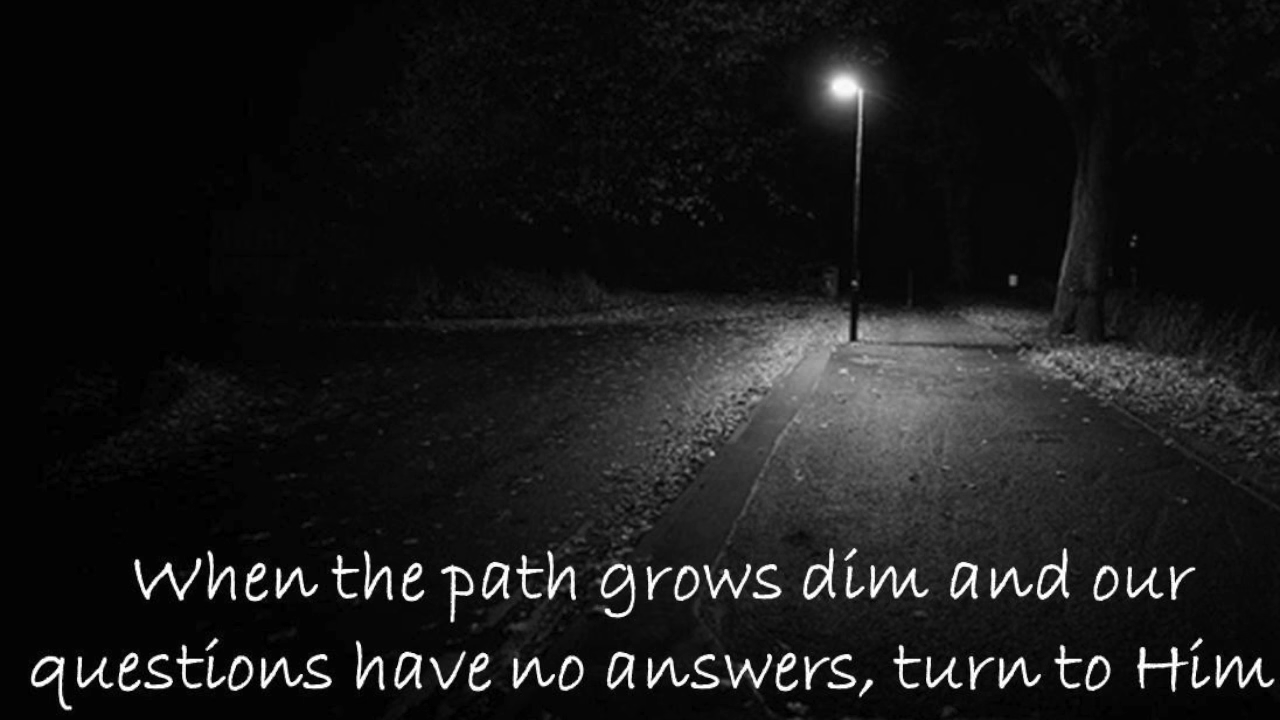 When the path grows dim and our
questions have no answers, turn to Him